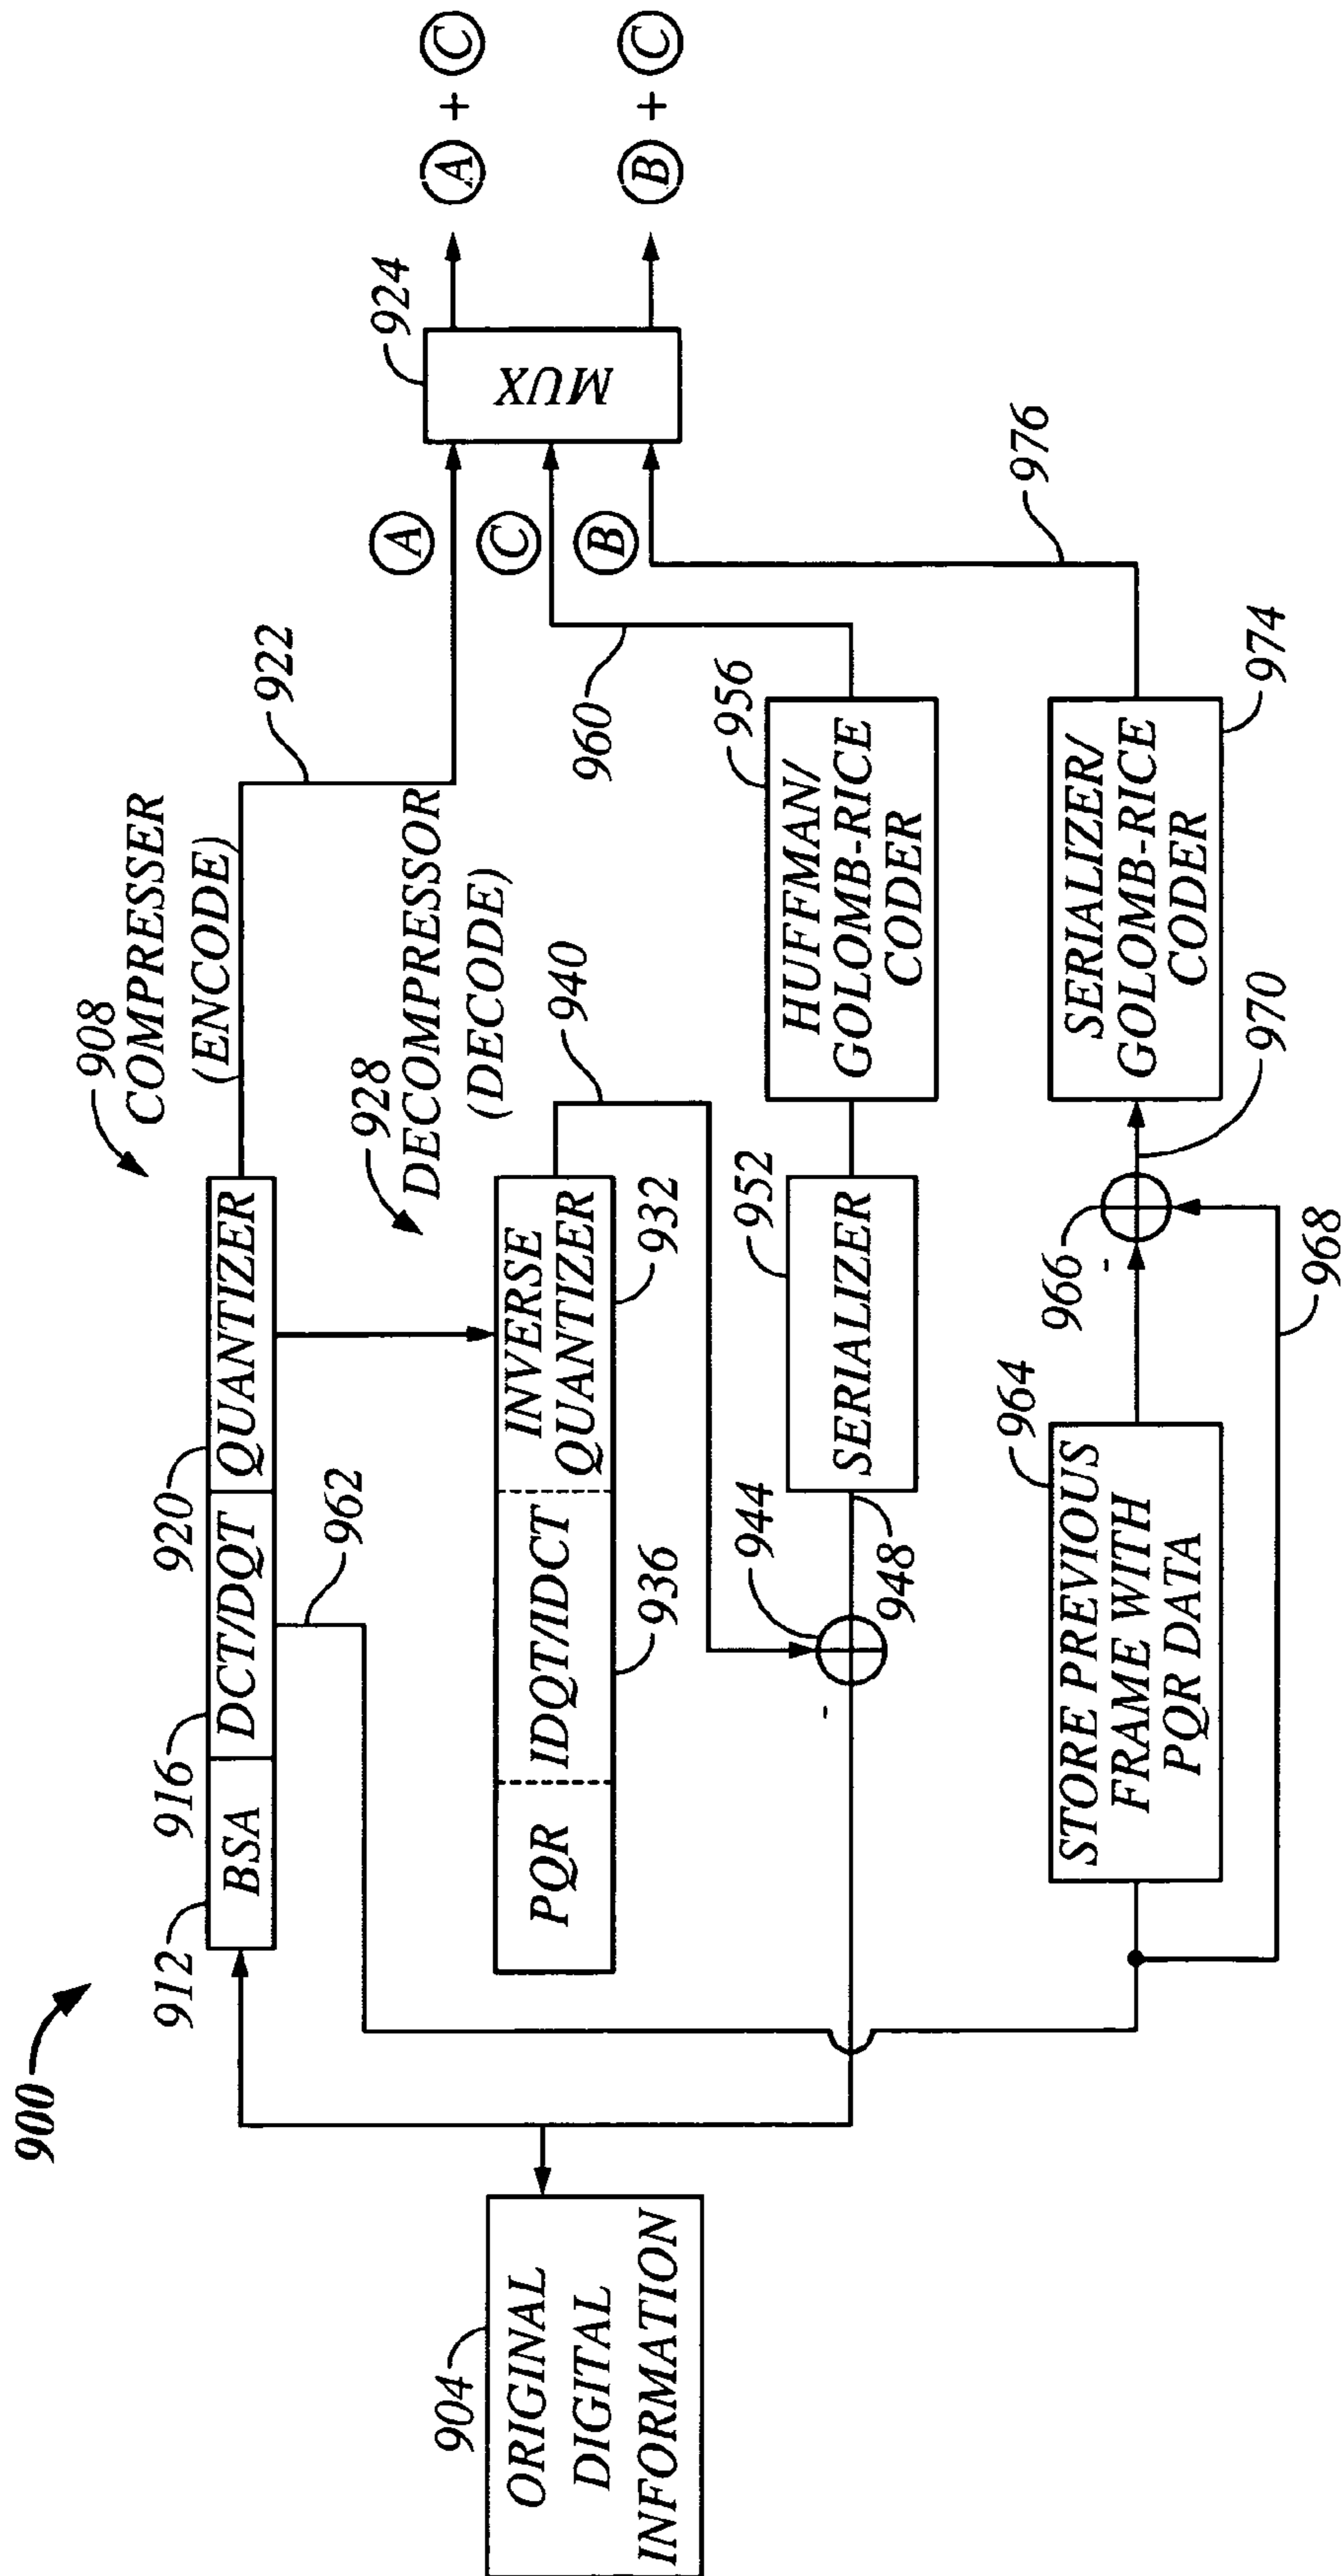 900
908
COMPRESSER
(ENCODE)
912
916
920
BSA
DCT/DQT
QUANTIZER
922
962
928
DECOMPRESSOR
(DECODE)
PQR
IDQT/IDCT
INVERSE
QUANTIZER
936
932
940
904
ORIGINAL
DIGITAL
INFORMATION
944
-
948
952
SERIALIZER
956
HUFFMAN/
GOLOMB-RICE
CODER
960
964
STORE PREVIOUS
FRAME WITH
PQR DATA
966
-
968
970
SERIALIZER/
GOLOMB-RICE
CODER
974
976
A
C
B
924
MUX
A + C
B + C